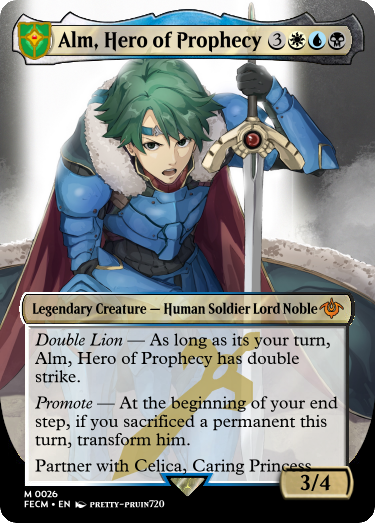 Alm, Hero of Prophecy 3
Legendary Creature — Human Soldier Lord Noble
Double Lion — As long as its your turn,
Alm, Hero of Prophecy has double
strike.
Promote — At the beginning of your end
step, if you sacrificed a permanent this
turn, transform him.
Partner with Celica, Caring Princess
3/4
M 0026
FECM • EN PRETTY-PRUIN720